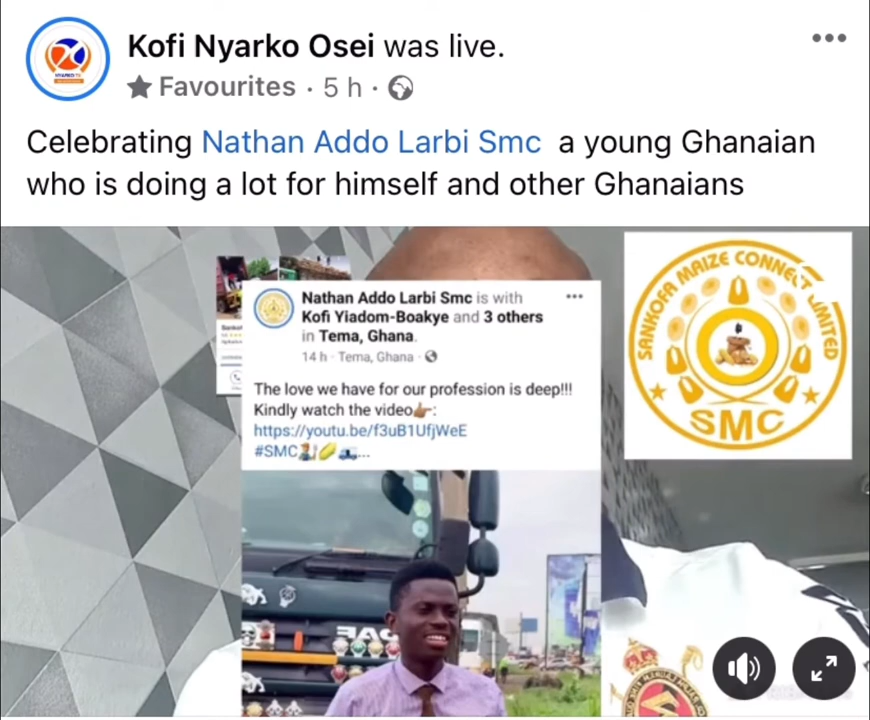 Kofi Nyarko Osei was live.
Favourites · 5 h ·
Celebrating Nathan Addo Larbi Smc a young Ghanaian
who is doing a lot for himself and other Ghanaians
Nathan Addo Larbi Smc is with
Kofi Yiadom-Boakye and 3 others
in Tema, Ghana.
14 h · Tema, Ghana ·
The love we have for our profession is deep!!!
Kindly watch the video👉🏾:
https://youtu.be/f3uB1UfjWeE
#SMC👨‍🌾🌽🚙...
SANKOFA MAIZE CONNECT LIMITED
SMC